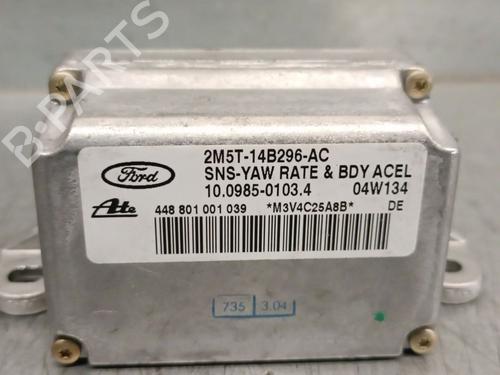 B-PARTS
Ford
2M5T-14B296-AC
SNS-YAW RATE & BDY ACEL
10.0985-0103.4 04W134
Ate
448 801 001 039 *M3V4C25A8B* DE
735 3.04